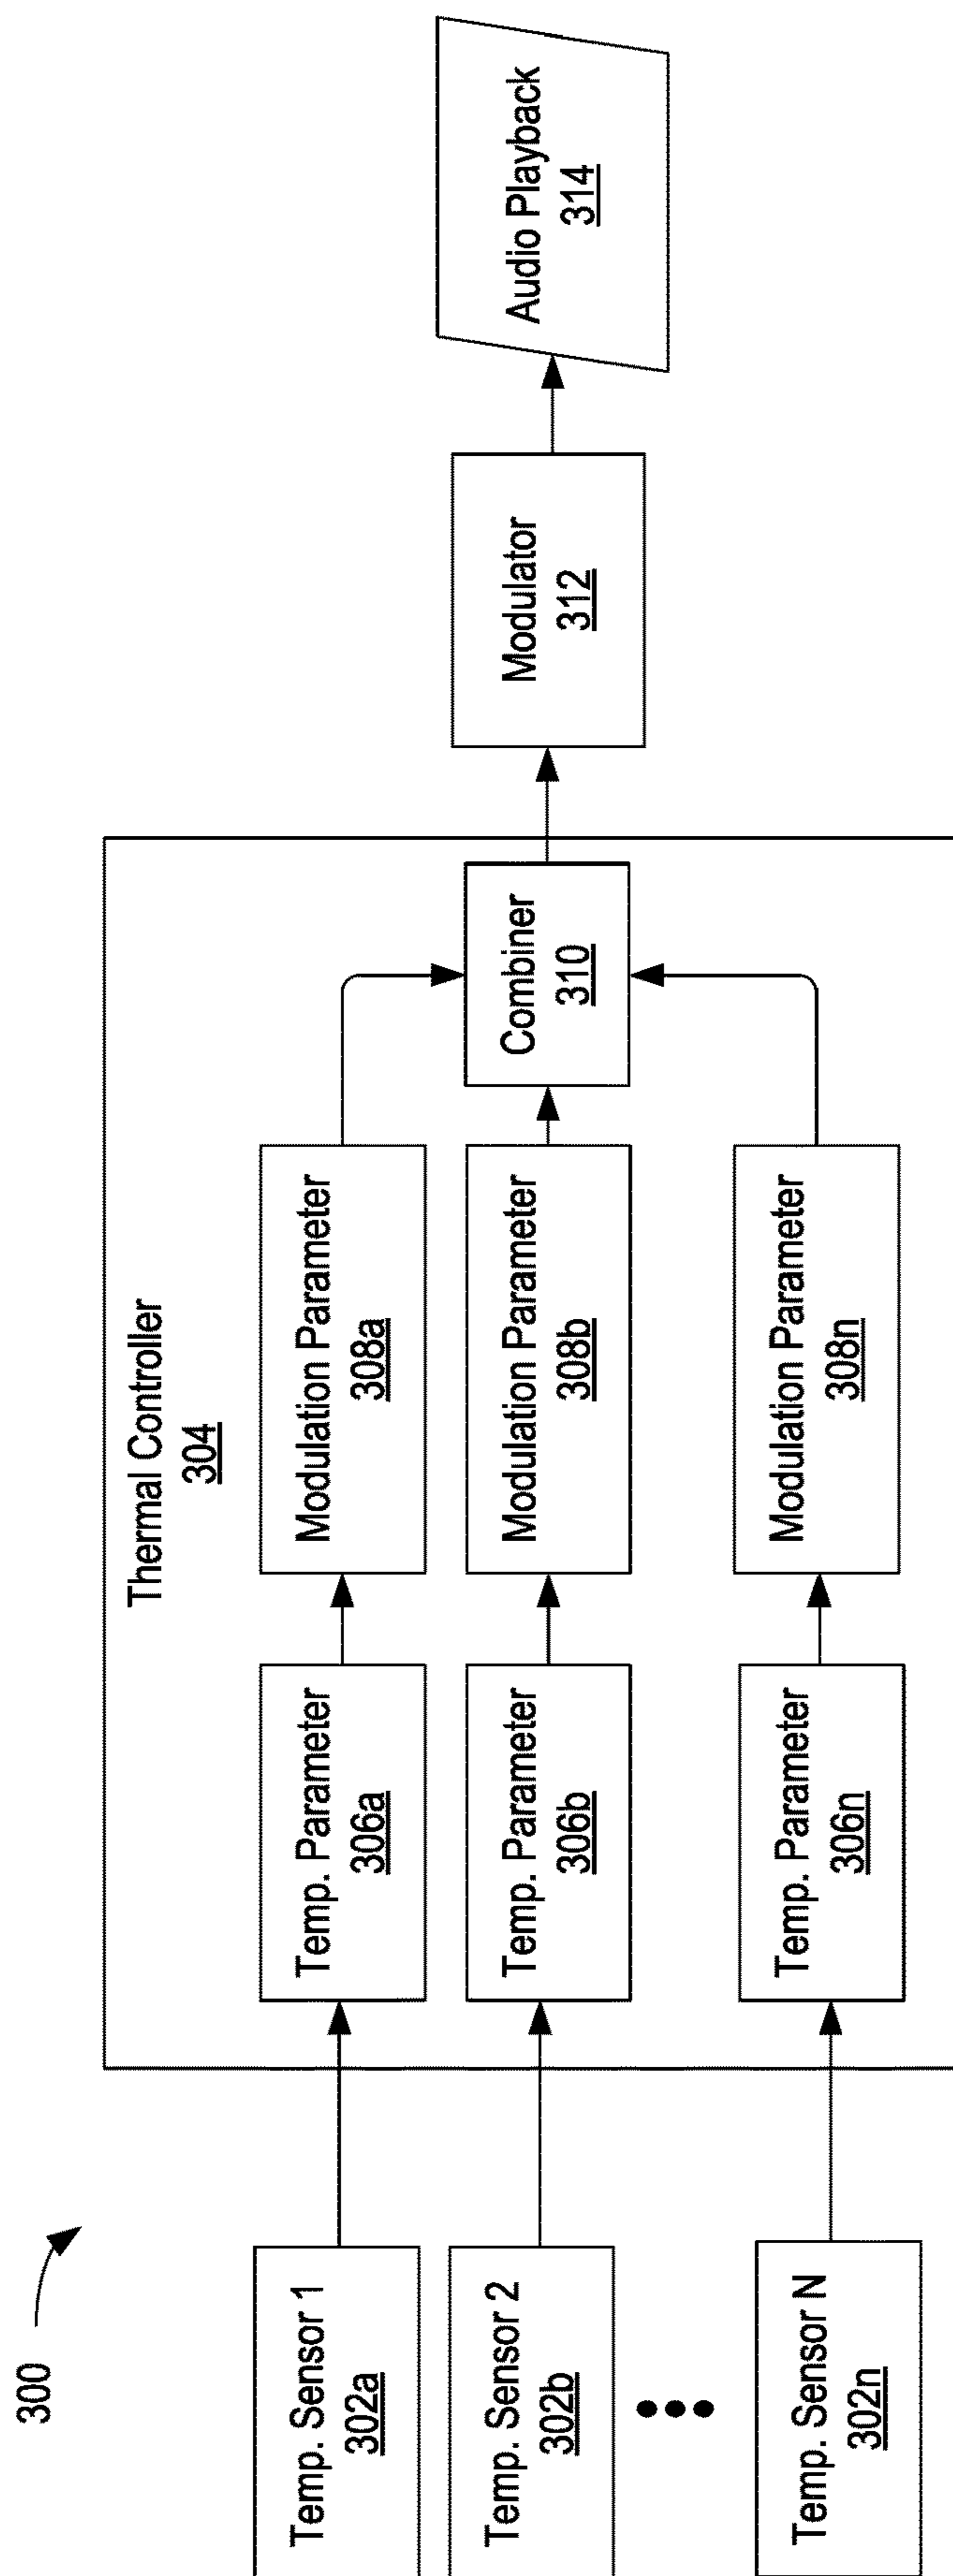 300
Temp. Sensor 1
302a
Temp. Sensor 2
302b
Temp. Sensor N
302n
Thermal Controller
304
Temp. Parameter
306a
Temp. Parameter
306b
Temp. Parameter
306n
Modulation Parameter
308a
Modulation Parameter
308b
Modulation Parameter
308n
Combiner
310
Modulator
312
Audio Playback
314